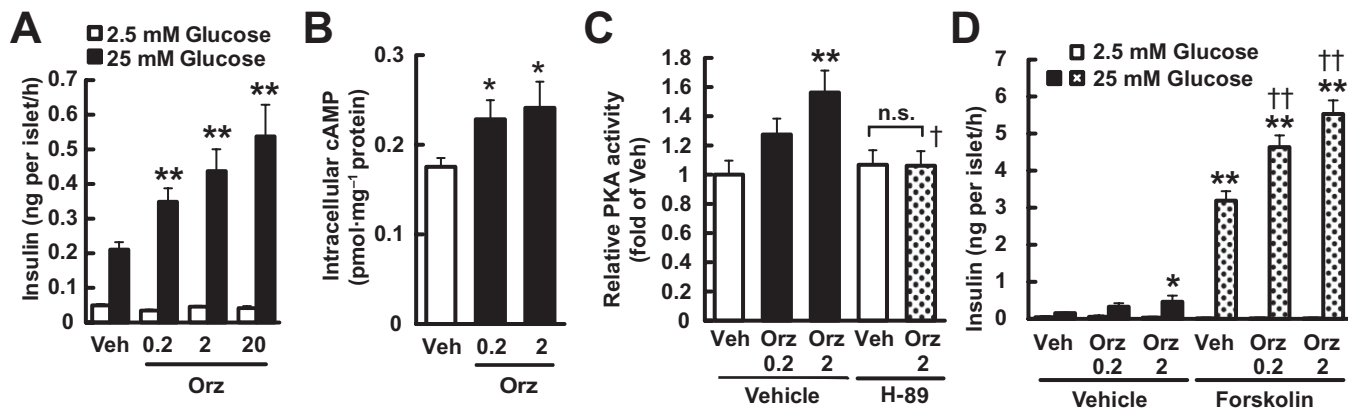 A
2.5 mM Glucose
25 mM Glucose
Insulin (ng per islet/h)
0.7
0.6
0.5
0.4
0.3
0.2
0.1
0
**
**
**
Veh 0.2 2 20
Orz
B
Intracellular cAMP
(pmol·mg⁻¹ protein)
0.3
0.2
0.1
0
*
*
Veh 0.2 2
Orz
C
Relative PKA activity
(fold of Veh)
1.8
1.6
1.4
1.2
1.0
0.8
0.6
0.4
0.2
0
**
n.s.
†
Veh Orz Orz Veh Orz
0.2 2 2
Vehicle H-89
D
2.5 mM Glucose
25 mM Glucose
Insulin (ng per islet/h)
7
6
5
4
3
2
1
0
*
**
††
**
††
**
Veh Orz Orz Veh Orz Orz
0.2 2 0.2 2
Vehicle Forskolin